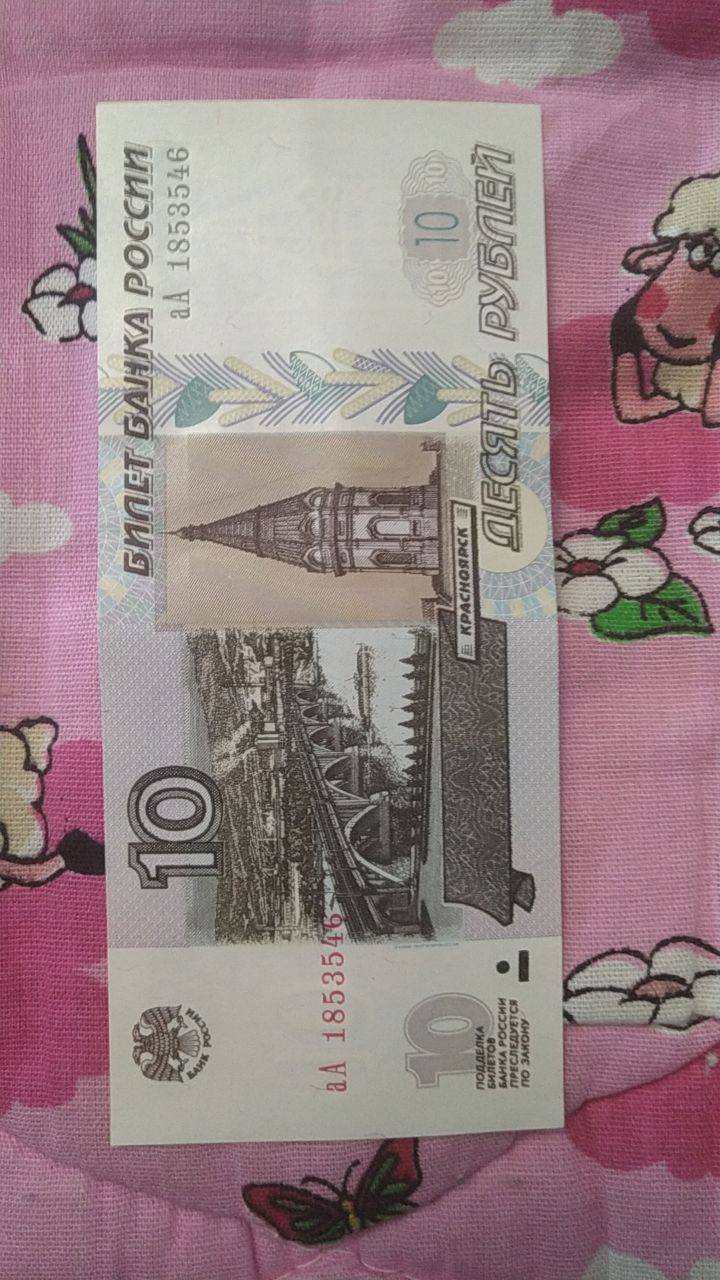 БИЛЕТ БАНКА РОССИИ
10
БАНК РОССИИ
аА 1853546
аА 1853546
10
10 10 10
КРАСНОЯРСК
ПОДДЕЛКА
БИЛЕТОВ
БАНКА РОССИИ
ПРЕСЛЕДУЕТСЯ
ПО ЗАКОНУ
ДЕСЯТЬ РУБЛЕЙ